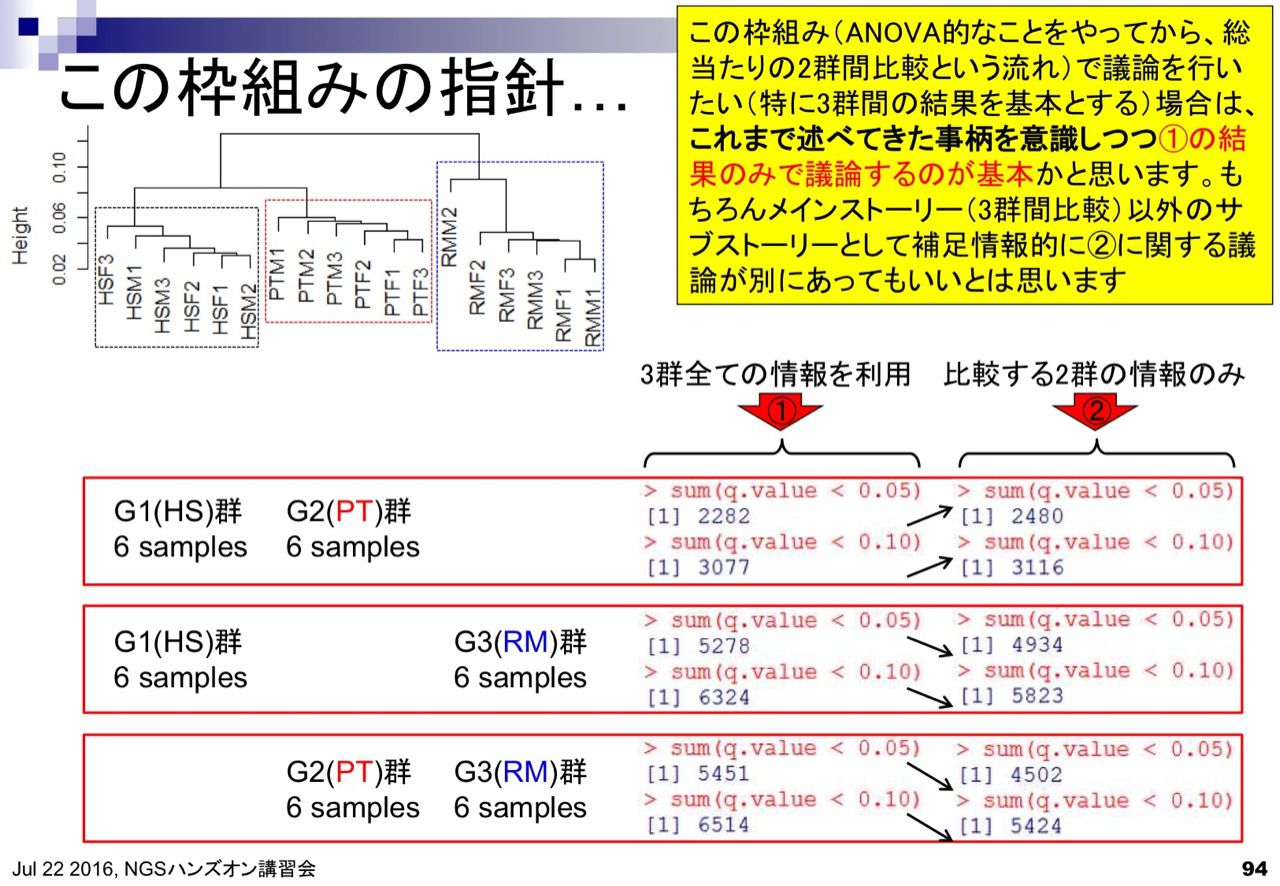 この枠組みの指針…
この枠組み（ANOVA的なことをやってから、総
当たりの2群間比較という流れ）で議論を行い
たい（特に3群間の結果を基本とする）場合は、
これまで述べてきた事柄を意識しつつ①の結
果のみで議論するのが基本かと思います。も
ちろんメインストーリー（3群間比較）以外のサ
ブストーリーとして補足情報的に②に関する議
論が別にあってもいいとは思います
Height
0.02 0.06 0.10
HSF3
HSM1
HSM3
HSF2
HSF1
HSM2
PTM1
PTM2
PTM3
PTF2
PTF1
PTF3
RMM2
RMF2
RMF3
RMM3
RMF1
RMM1
3群全ての情報を利用 比較する2群の情報のみ
① ②
G1(HS)群 G2(PT)群
6 samples 6 samples
> sum(q.value < 0.05) > sum(q.value < 0.05)
[1] 2282 [1] 2480
> sum(q.value < 0.10) > sum(q.value < 0.10)
[1] 3077 [1] 3116
G1(HS)群 G3(RM)群
6 samples 6 samples
> sum(q.value < 0.05) > sum(q.value < 0.05)
[1] 5278 [1] 4934
> sum(q.value < 0.10) > sum(q.value < 0.10)
[1] 6324 [1] 5823
G2(PT)群 G3(RM)群
6 samples 6 samples
> sum(q.value < 0.05) > sum(q.value < 0.05)
[1] 5451 [1] 4502
> sum(q.value < 0.10) > sum(q.value < 0.10)
[1] 6514 [1] 5424
Jul 22 2016, NGSハンズオン講習会 94